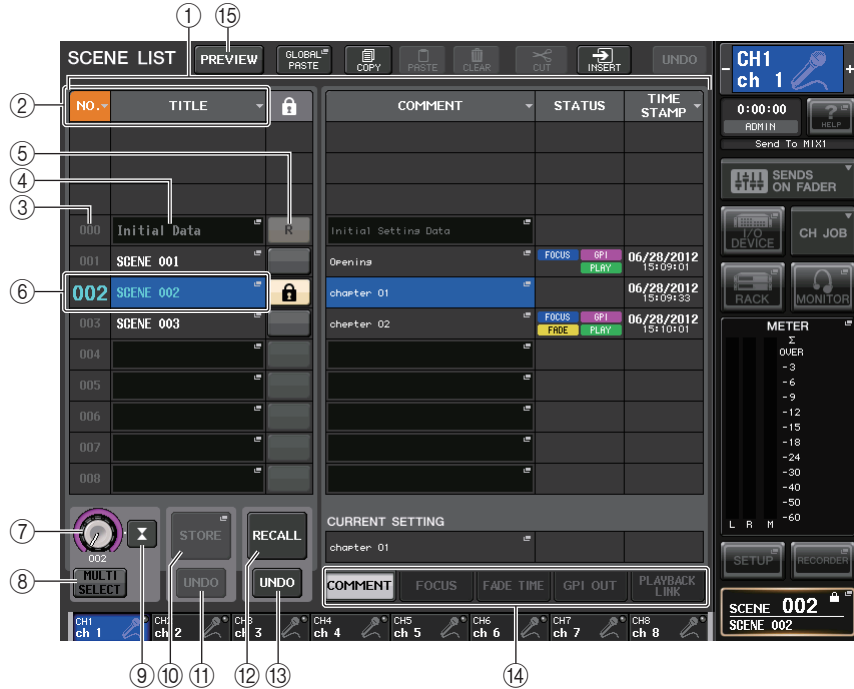 ① ⑮
SCENE LIST PREVIEW GLOBAL PASTE COPY PASTE CLEAR CUT INSERT UNDO
CH1
- ch 1 +
② NO. TITLE COMMENT STATUS TIME STAMP
0:00:00
ADMIN
? HELP
Send To MIX1
SENDS ON FADER
⑤
④
③ 000 Initial Data R Initial Setting Data
I/O DEVICE CH JOB
001 SCENE 001 Opening FOCUS GPI PLAY 06/28/2012 15:09:01
⑥ 002 SCENE 002 chapter 01 06/28/2012 15:09:33
RACK MONITOR
003 SCENE 003 chepter 02 FOCUS GPI FADE PLAY 06/28/2012 15:10:01
METER
004
005
006
007
008
Σ
OVER
-3
-6
-9
-12
-15
-18
-24
-30
-40
-50
-60
L R M
CURRENT SETTING
chapter 01
⑦ 002
STORE RECALL
⑧ MULTI SELECT UNDO UNDO
COMMENT FOCUS FADE TIME GPI OUT PLAYBACK LINK
SETUP RECORDER
SCENE 002
SCENE 002
CH1 ch 1
CH2 ch 2
CH3 ch 3
CH4 ch 4
CH5 ch 5
CH6 ch 6
CH7 ch 7
CH8 ch 8
⑨ ⑩ ⑪ ⑫ ⑬ ⑭